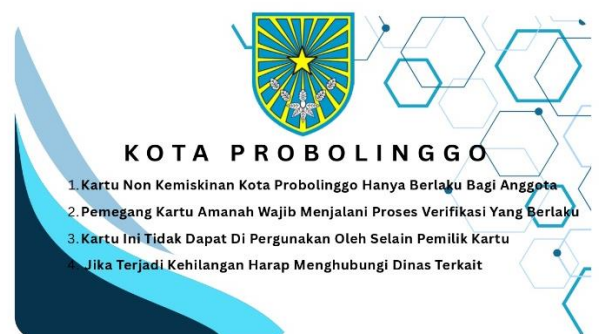 KOTA PROBOLINGGO
1. Kartu Non Kemiskinan Kota Probolinggo Hanya Berlaku Bagi Anggota
2. Pemegang Kartu Amanah Wajib Menjalani Proses Verifikasi Yang Berlaku
3. Kartu Ini Tidak Dapat Di Pergunakan Oleh Selain Pemilik Kartu
4. Jika Terjadi Kehilangan Harap Menghubungi Dinas Terkait